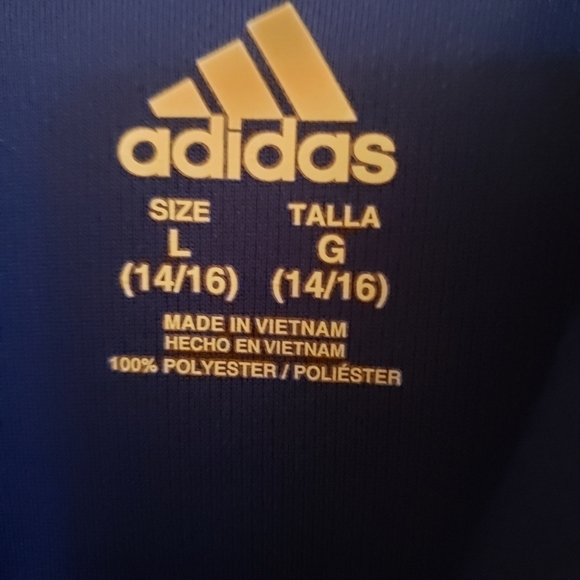 adidas
SIZE TALLA
L G
(14/16) (14/16)
MADE IN VIETNAM
HECHO EN VIETNAM
100% POLYESTER / POLIÉSTER